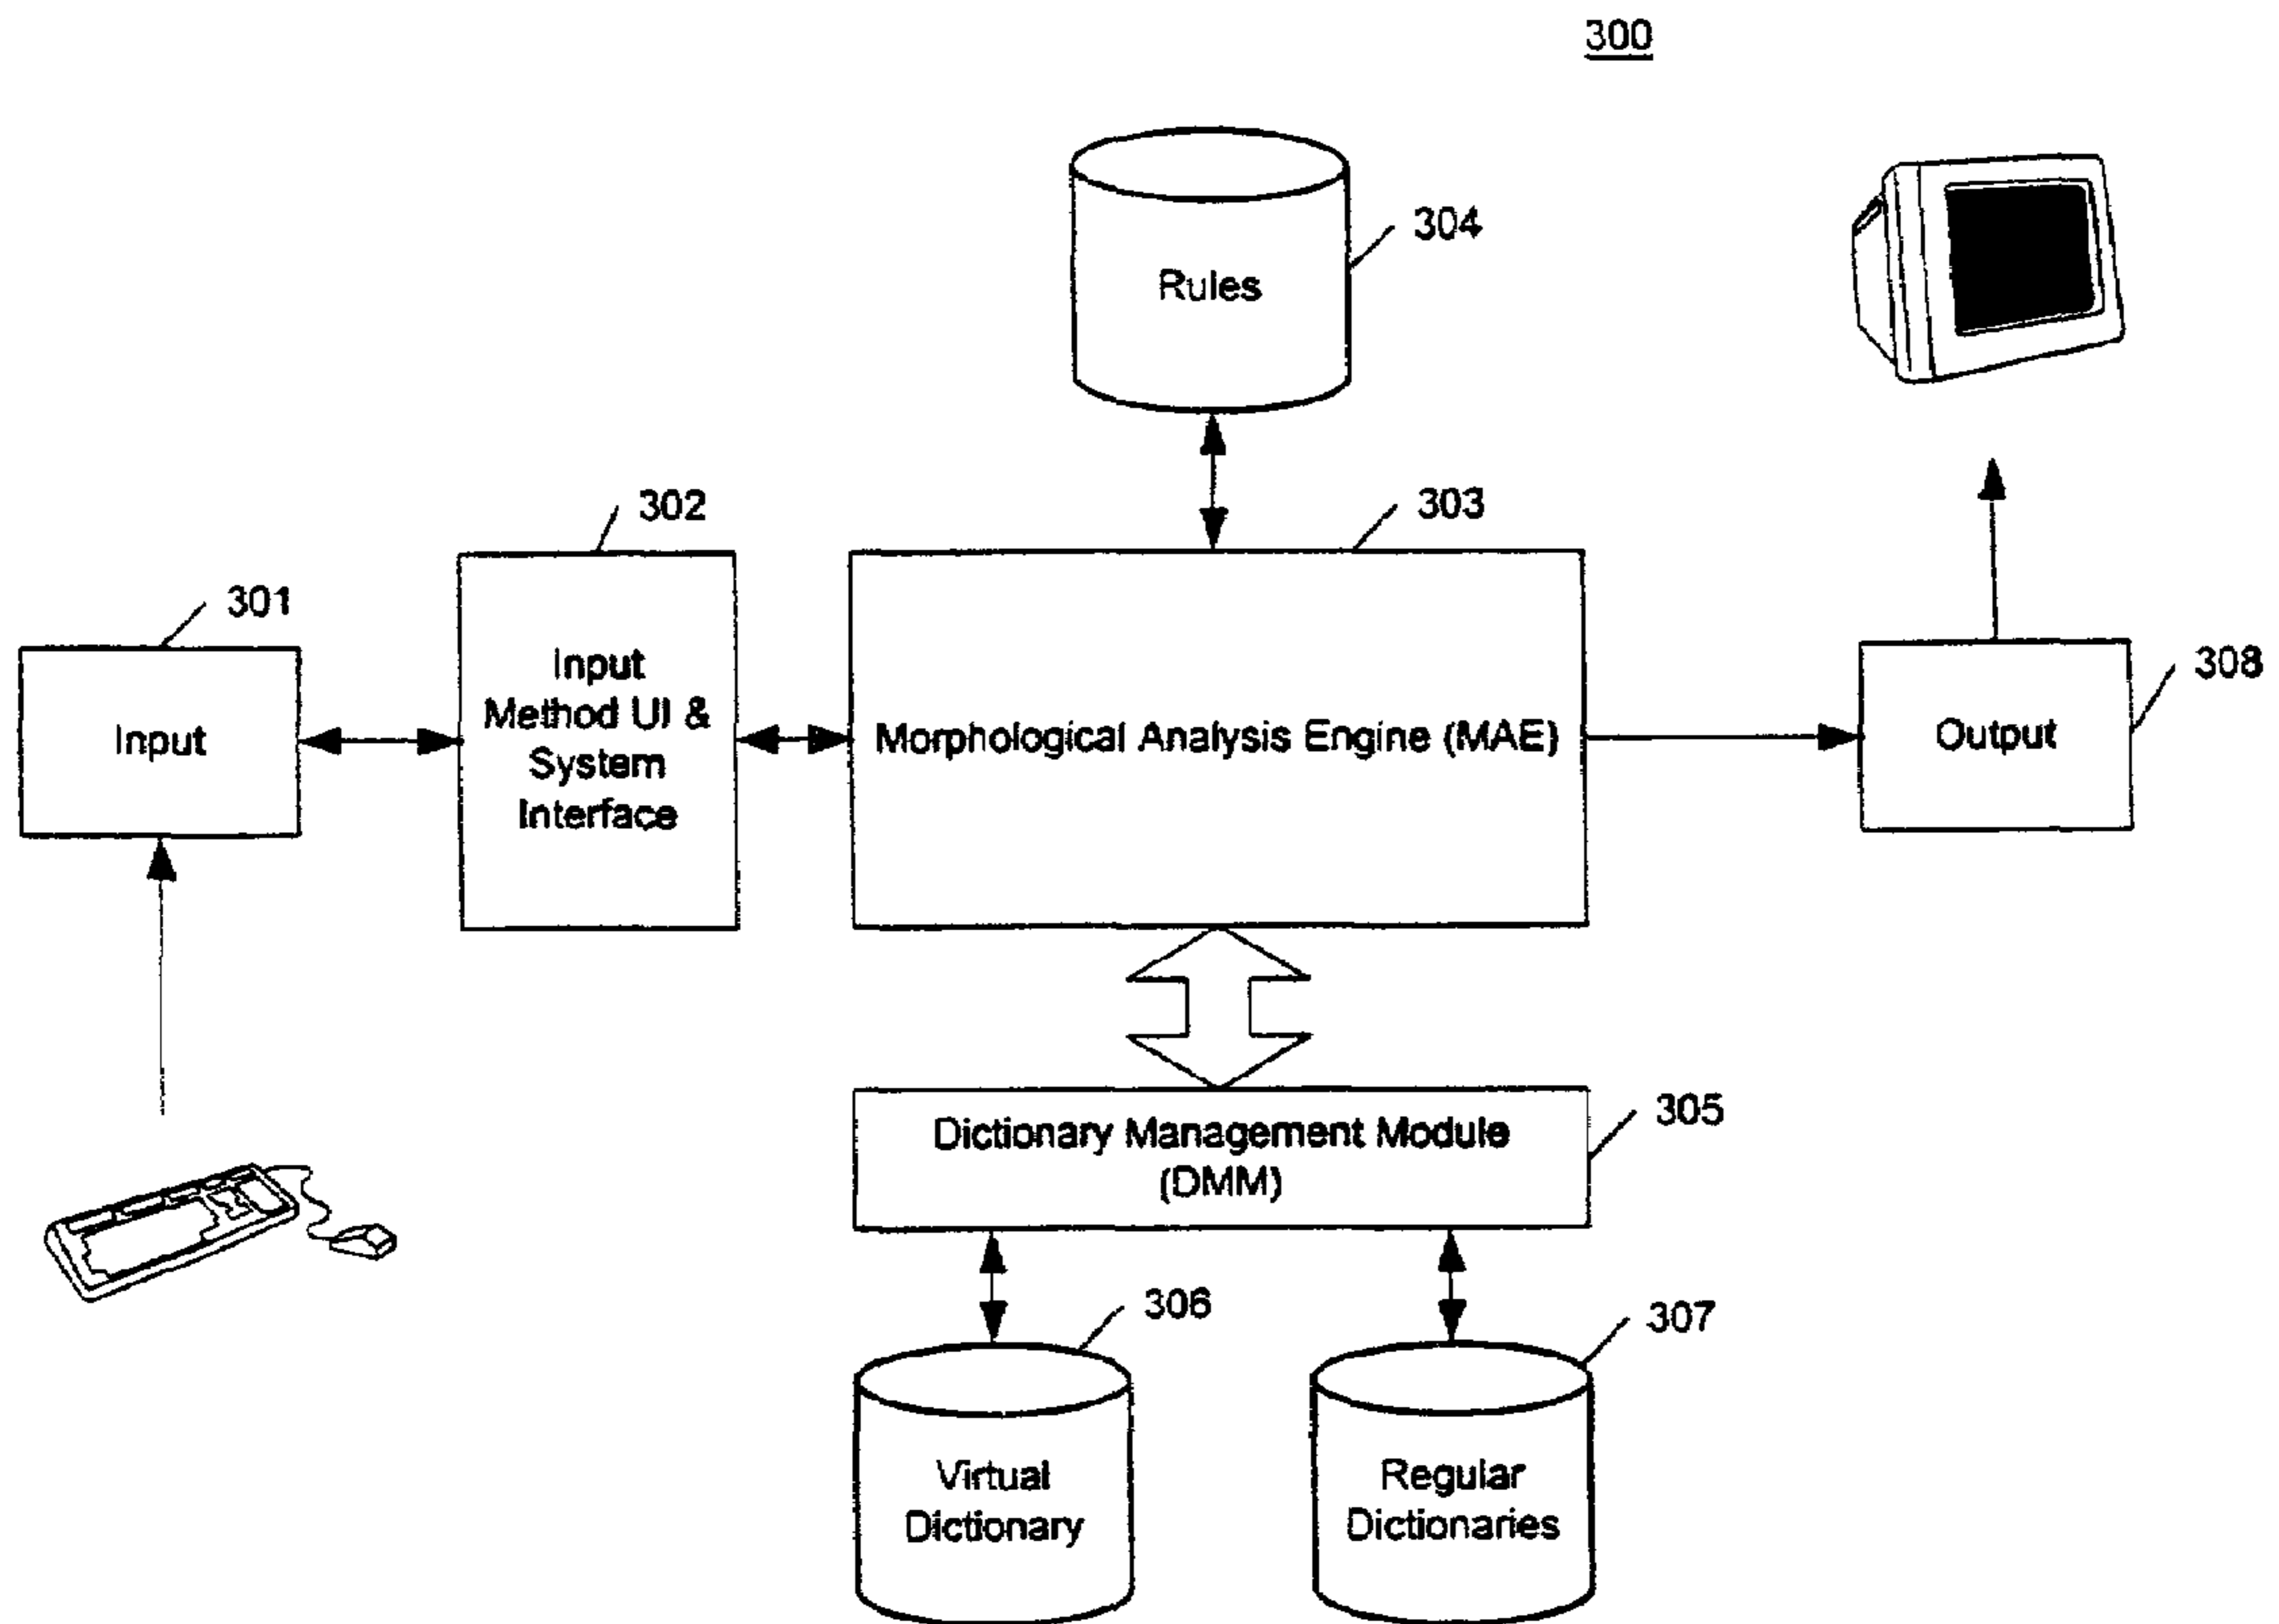 300
304
Rules
302
303
301
Input
Method UI &
System
Interface
308
Input
Morphological Analysis Engine (MAE)
Output
305
Dictionary Management Module
(DMM)
306
307
Virtual
Dictionary
Regular
Dictionaries